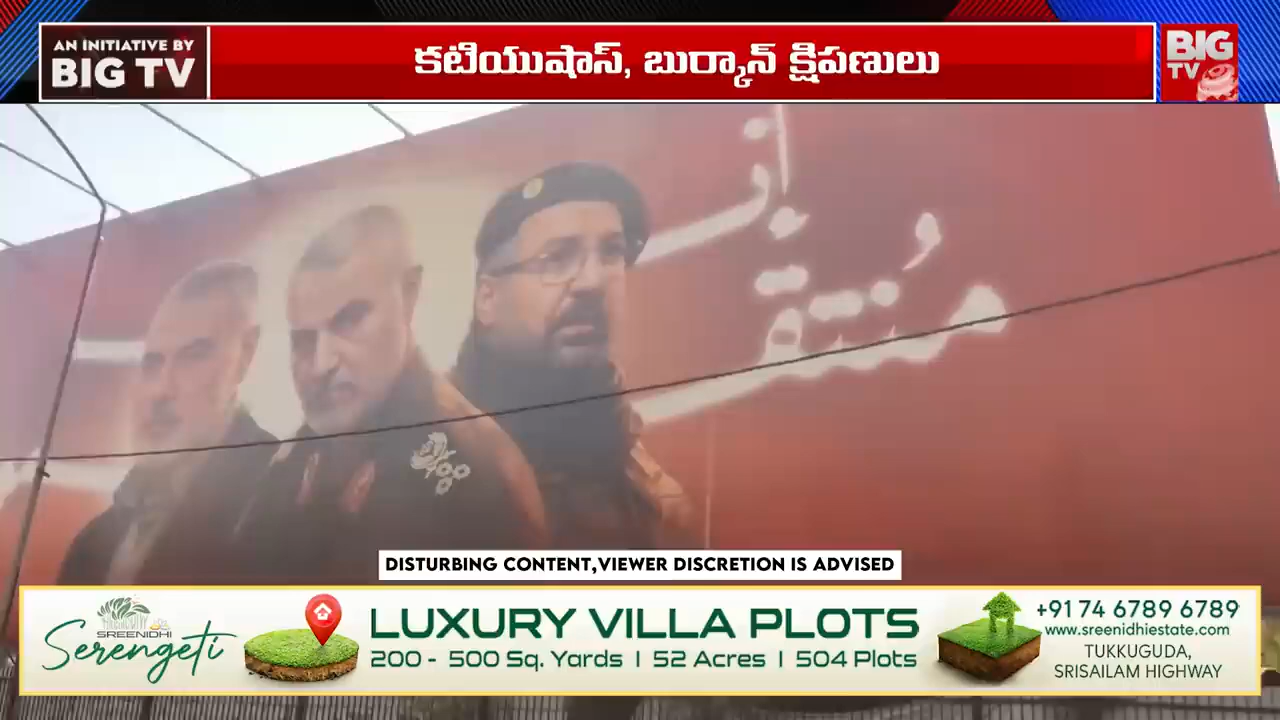 AN INITIATIVE BY
BIG TV
కటియుషాస్, బుర్కాన్ క్షిపణులు
BIG
TV
DISTURBING CONTENT,VIEWER DISCRETION IS ADVISED
SREENIDHI
Serengeti
LUXURY VILLA PLOTS
200 - 500 Sq. Yards I 52 Acres I 504 Plots
+91 74 6789 6789
www.sreenidhiestate.com
TUKKUGUDA,
SRISAILAM HIGHWAY